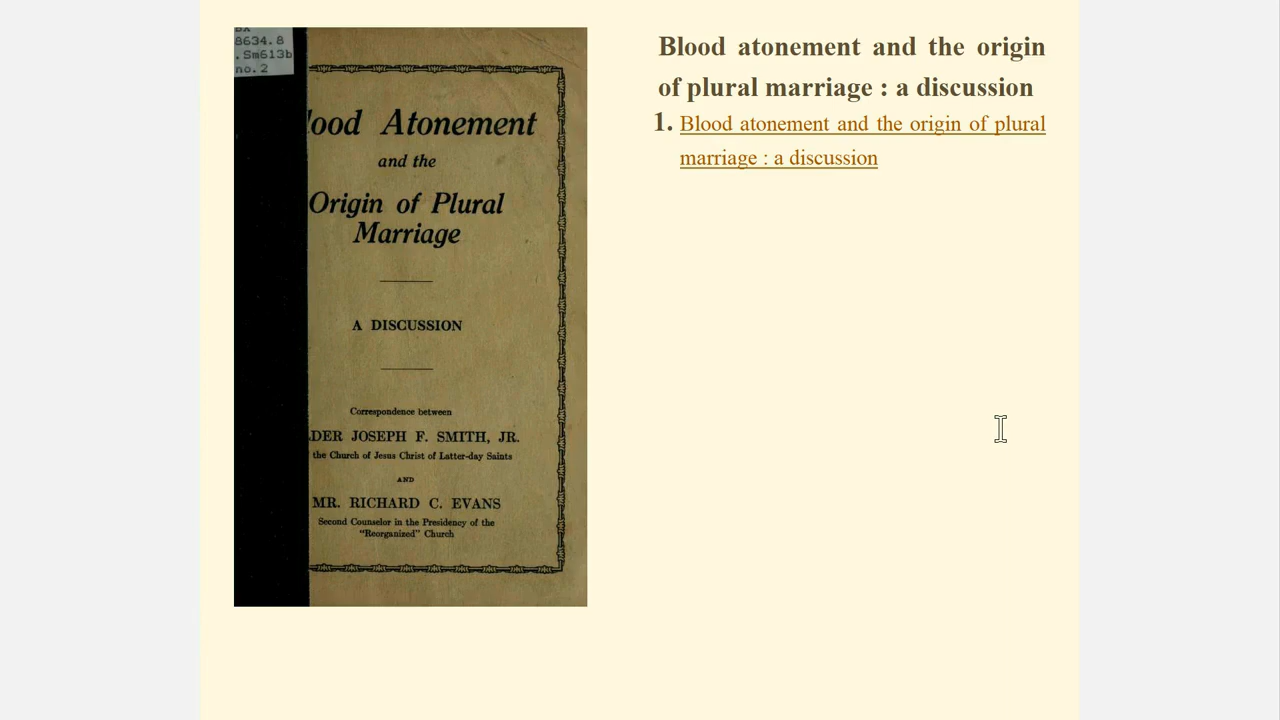 8634.8
.Sm613b
no.2
lood Atonement
and the
Origin of Plural
Marriage
A DISCUSSION
Correspondence between
DER JOSEPH F. SMITH, JR.
the Church of Jesus Christ of Latter-day Saints
AND
MR. RICHARD C. EVANS
Second Counselor in the Presidency of the
"Reorganized" Church
Blood atonement and the origin
of plural marriage : a discussion
1. Blood atonement and the origin of plural
marriage : a discussion